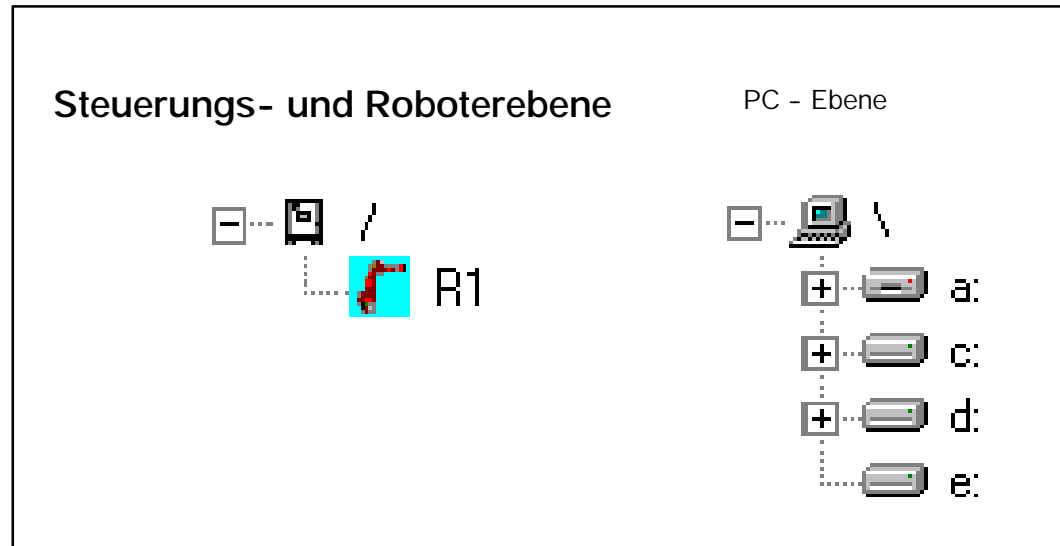 Steuerungs- und Roboterebene
PC - Ebene
/
R1
\
a:
c:
d:
e: